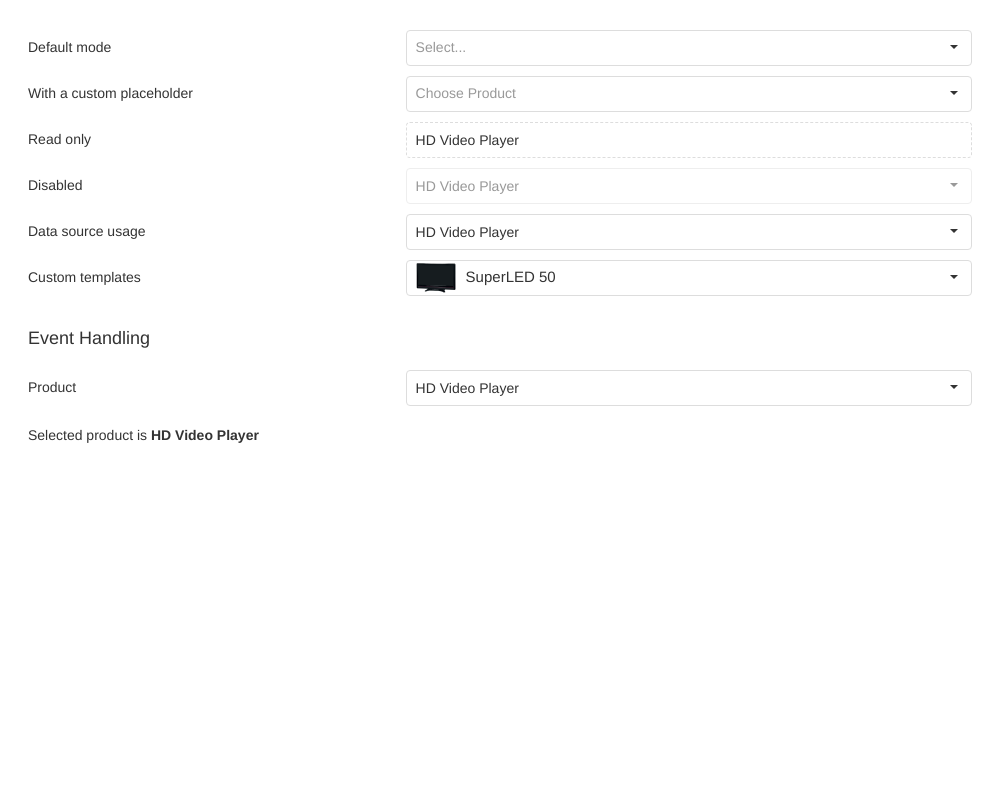 Default mode Select...
With a custom placeholder Choose Product
Read only HD Video Player
Disabled HD Video Player
Data source usage HD Video Player
Custom templates SuperLED 50
Event Handling
Product HD Video Player
Selected product is HD Video Player